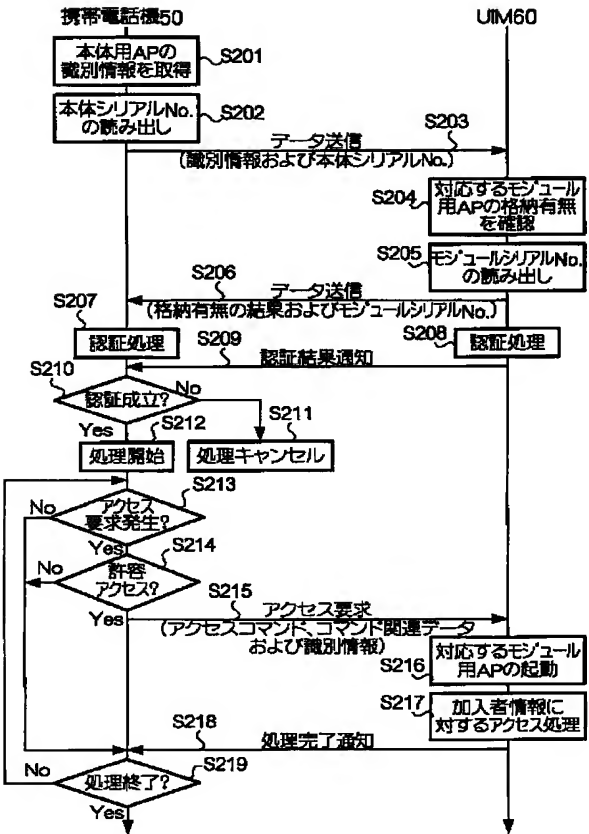 携帯電話機50
UIM60
本体用APの
識別情報を取得
S201
本体シリアルNo.
の読み出し
S202
S203
データ送信
(識別情報および本体シリアルNo.)
S204
対応するモジュール
用APの格納有無
を確認
S205
モジュールシリアルNo.
の読み出し
S206
データ送信
(格納有無の結果およびモジュールシリアルNo.)
S207
認証処理
S208
認証処理
S209
認証結果通知
S210
認証成立?
No
Yes
S211
処理キャンセル
S212
処理開始
S213
アクセス
要求発生?
No
Yes
S214
許容
アクセス?
No
Yes
S215
アクセス要求
(アクセスコマンド、コマンド関連データ
および識別情報)
S216
対応するモジュール
用APの起動
S217
加入者情報に
対するアクセス処理
S218
処理完了通知
S219
処理終了?
No
Yes